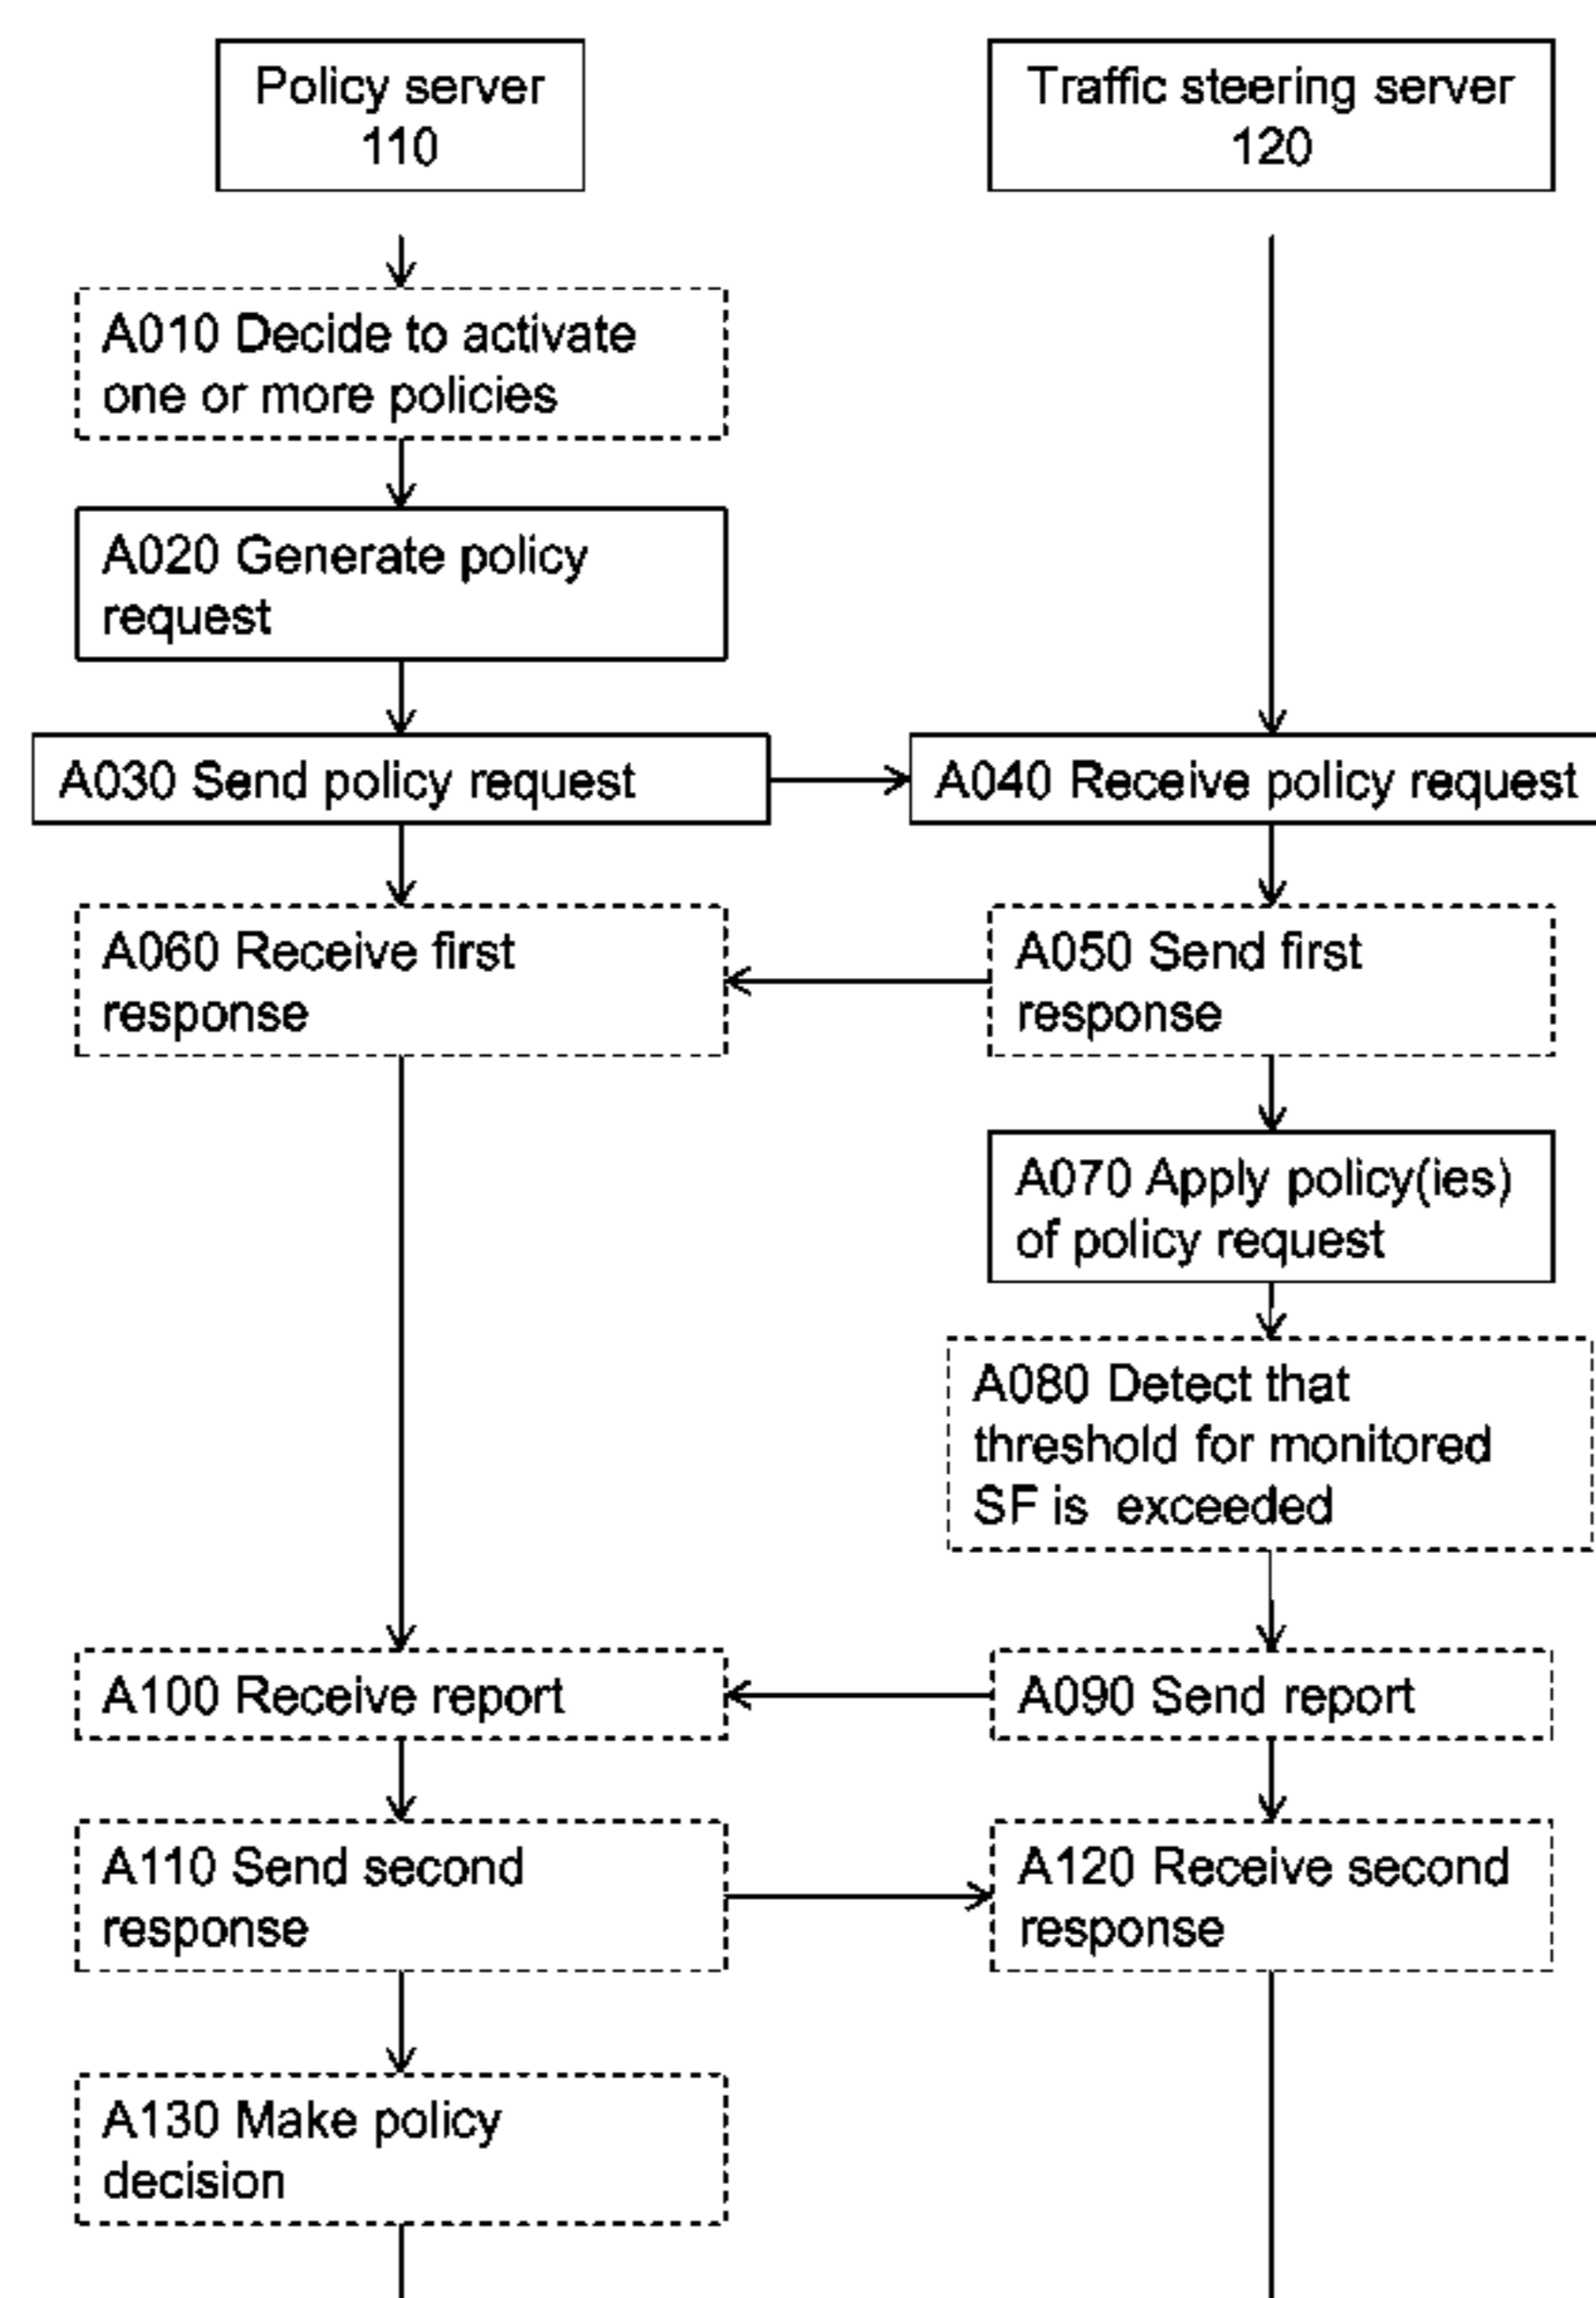 Policy server
110
Traffic steering server
120
A010 Decide to activate
one or more policies
A020 Generate policy
request
A030 Send policy request
A040 Receive policy request
A060 Receive first
response
A050 Send first
response
A070 Apply policy(ies)
of policy request
A080 Detect that
threshold for monitored
SF is exceeded
A100 Receive report
A090 Send report
A110 Send second
response
A120 Receive second
response
A130 Make policy
decision